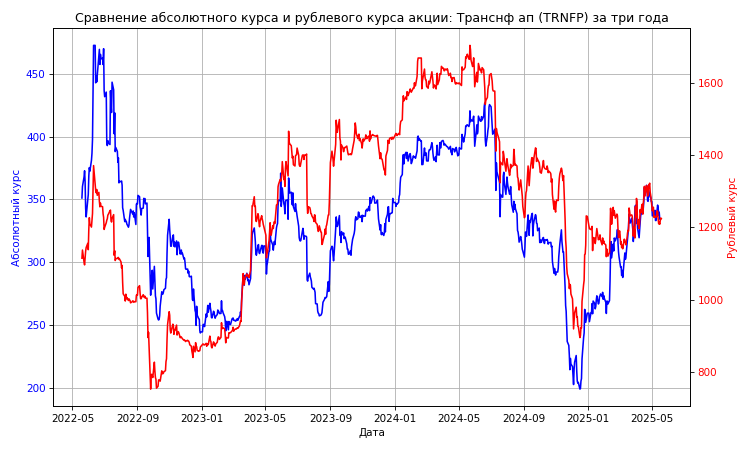 Сравнение абсолютного курса и рублевого курса акции: Транснф ап (TRNFP) за три года
Абсолютный курс
450
400
350
300
250
200
1600
1400
1200
1000
800
Рублевый курс
2022-05 2022-09 2023-01 2023-05 2023-09 2024-01 2024-05 2024-09 2025-01 2025-05
Дата